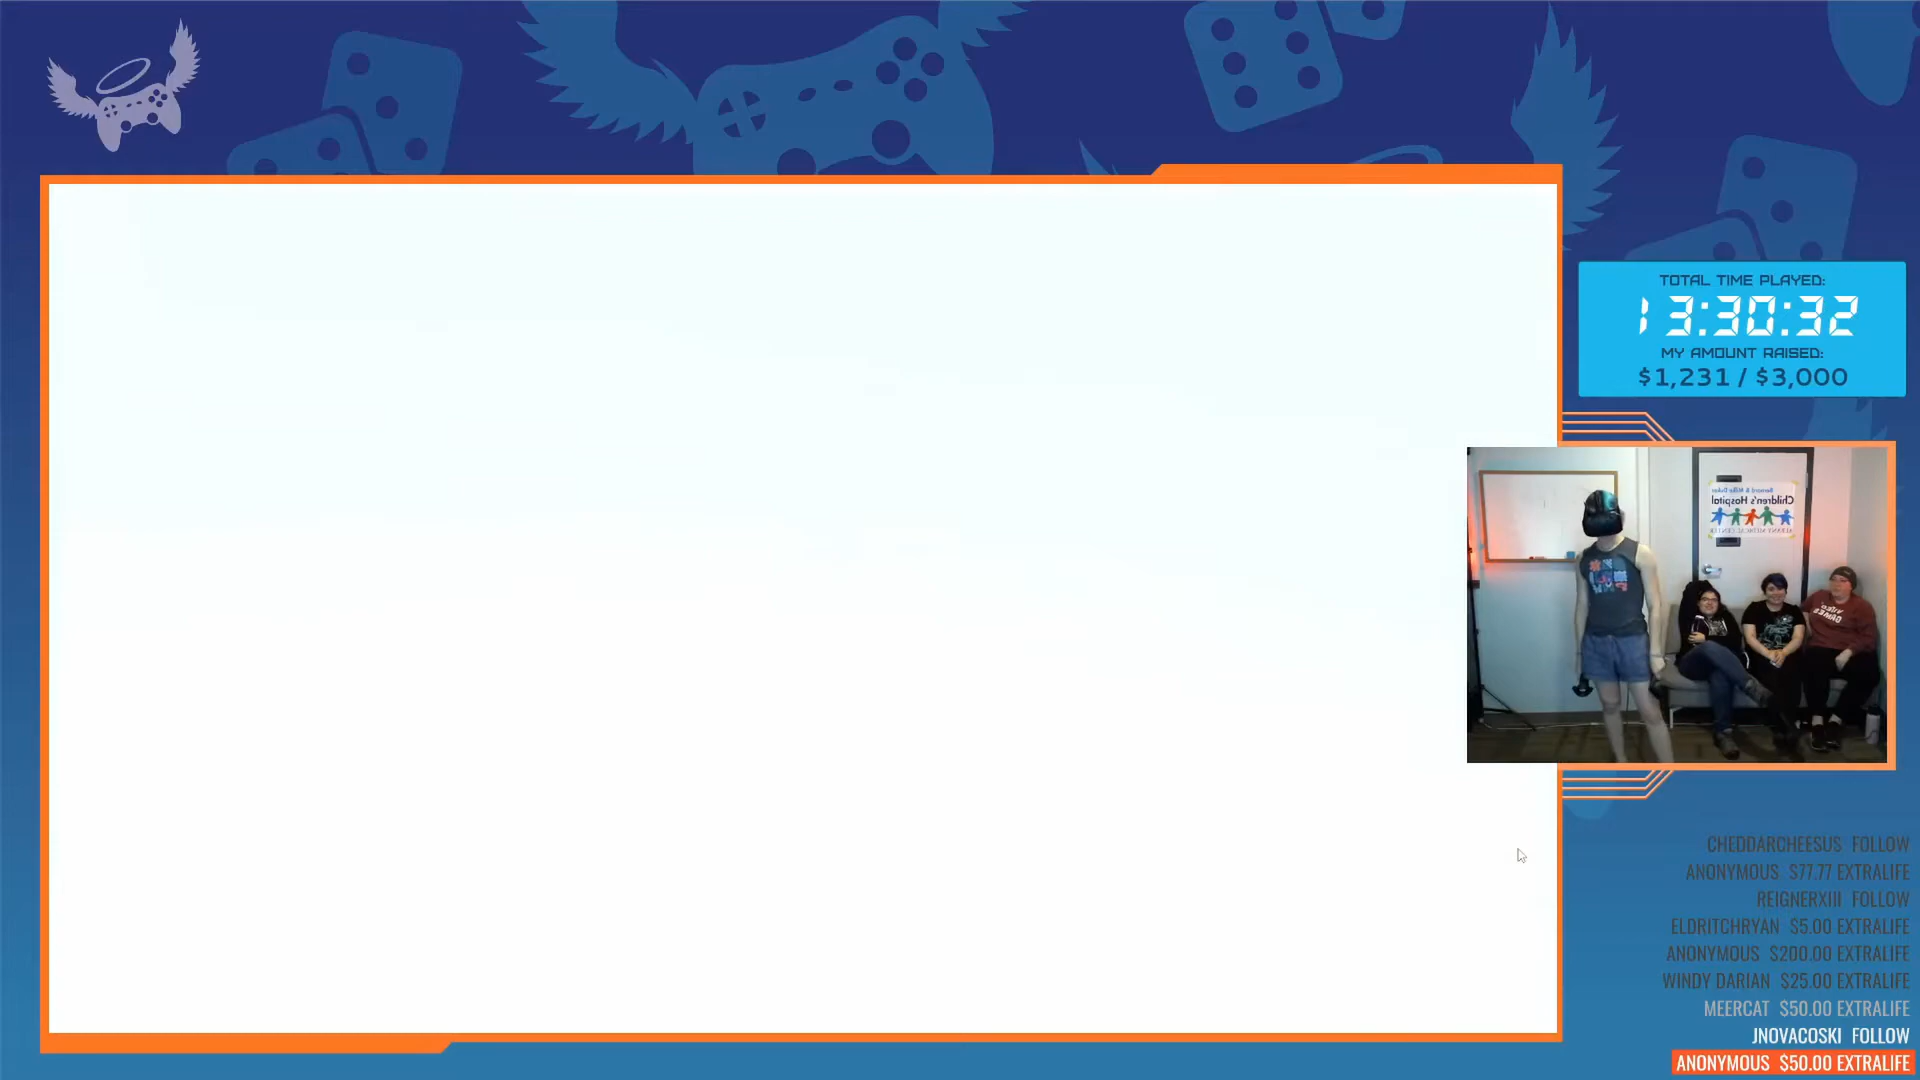 TOTAL TIME PLAYED:
13:30:32
MY AMOUNT RAISED:
$1,231 / $3,000
Children's Hospital
CHEDDARCHEESUS FOLLOW
ANONYMOUS $77.77 EXTRALIFE
REIGNERXIII FOLLOW
ELDRITCHRYAN $5.00 EXTRALIFE
ANONYMOUS $200.00 EXTRALIFE
WINDY DARIAN $25.00 EXTRALIFE
MEERCAT $50.00 EXTRALIFE
JNOVACOSKI FOLLOW
ANONYMOUS $50.00 EXTRALIFE